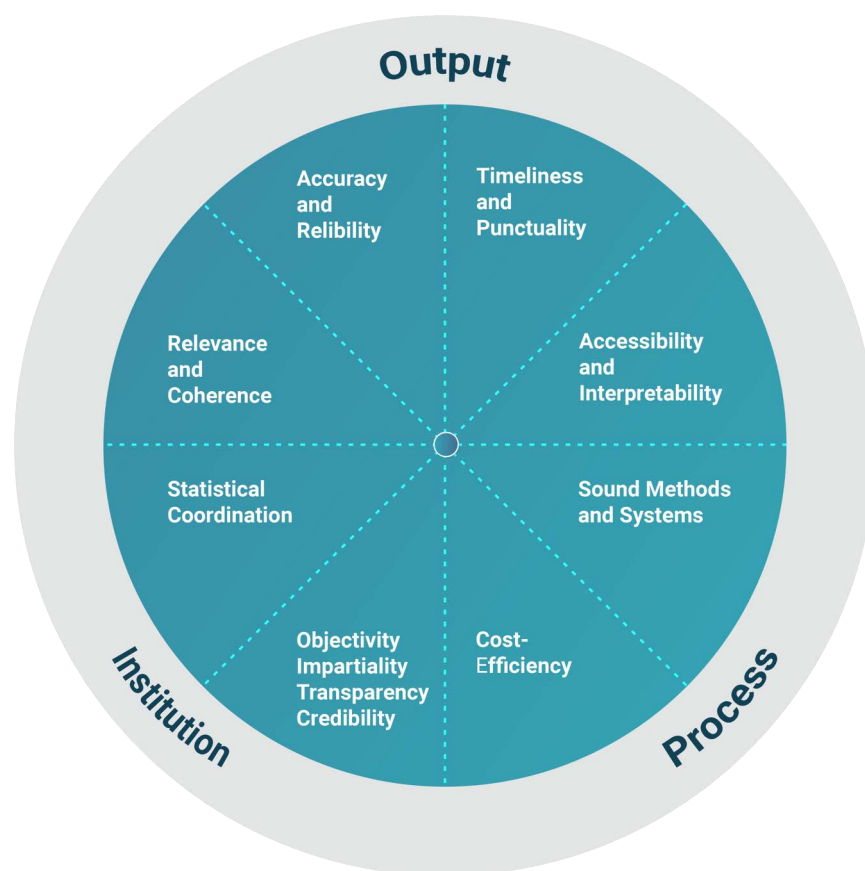 Output
Accuracy
and
Relibility
Timeliness
and
Punctuality
Relevance
and
Coherence
Accessibility
and
Interpretability
Statistical
Coordination
Sound Methods
and Systems
Objectivity
Impartiality
Transparency
Credibility
Cost-
Efficiency
Institution
Process